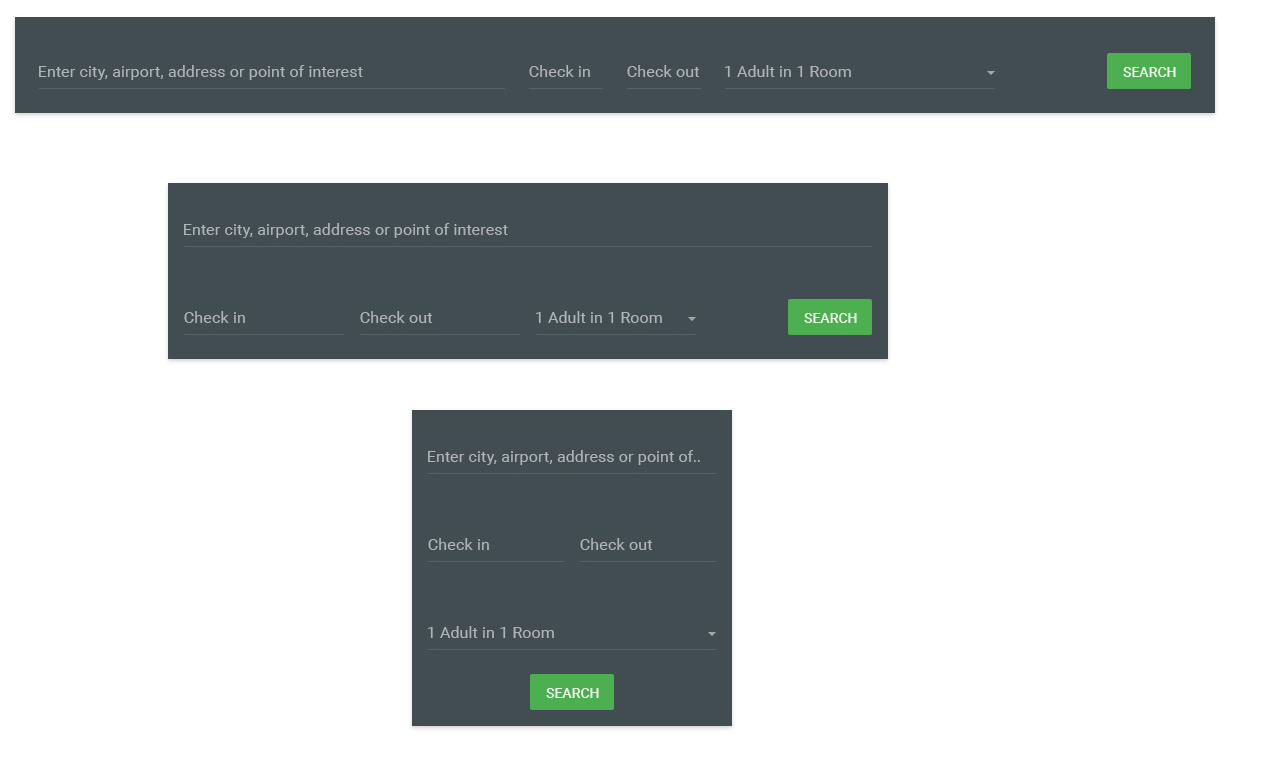 Enter city, airport, address or point of interest Check in Check out 1 Adult in 1 Room SEARCH
Enter city, airport, address or point of interest
Check in Check out 1 Adult in 1 Room SEARCH
Enter city, airport, address or point of..
Check in Check out
1 Adult in 1 Room
SEARCH